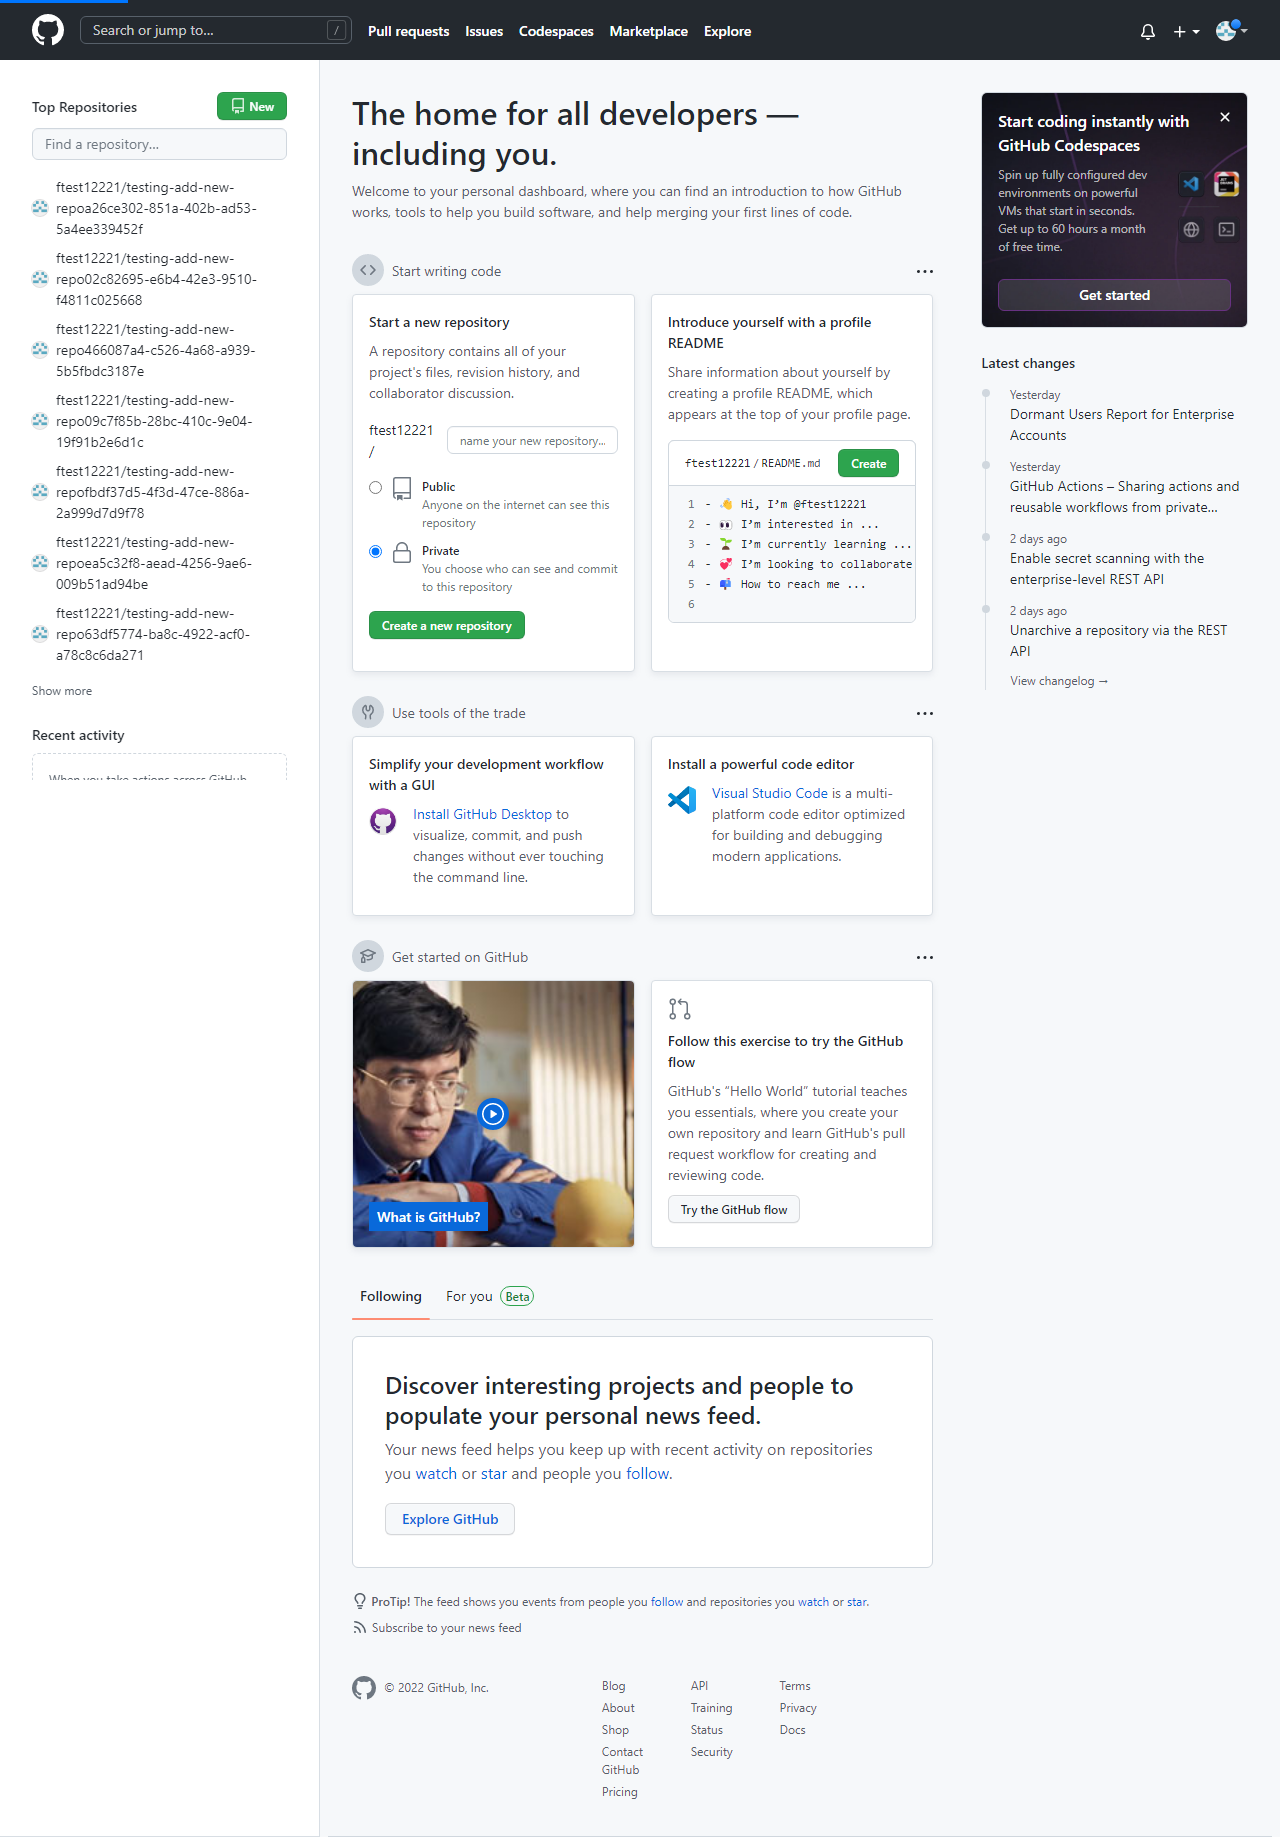 Search or jump to...
/
Pull requests
Issues
Codespaces
Marketplace
Explore
Top Repositories
New
Find a repository...
ftest12221/testing-add-new-
repoa26ce302-851a-402b-ad53-
5a4ee339452f
ftest12221/testing-add-new-
repo02c82695-e6b4-42e3-9510-
f4811c025668
ftest12221/testing-add-new-
repo466087a4-c526-4a68-a939-
5b5fbdc3187e
ftest12221/testing-add-new-
repo09c7f85b-28bc-410c-9e04-
19f91b2e6d1c
ftest12221/testing-add-new-
repofbdf37d5-4f3d-47ce-886a-
2a999d7d9f78
ftest12221/testing-add-new-
repoea5c32f8-aead-4256-9ae6-
009b51ad94be
ftest12221/testing-add-new-
repo63df5774-ba8c-4922-acf0-
a78c8c6da271
Show more
Recent activity
When you take actions across GitHub,
The home for all developers —
including you.
Welcome to your personal dashboard, where you can find an introduction to how GitHub
works, tools to help you build software, and help merging your first lines of code.
Start writing code
Start a new repository
A repository contains all of your
project's files, revision history, and
collaborator discussion.
ftest12221
/
name your new repository...
Public
Anyone on the internet can see this
repository
Private
You choose who can see and commit
to this repository
Create a new repository
Introduce yourself with a profile
README
Share information about yourself by
creating a profile README, which
appears at the top of your profile page.
ftest12221 / README.md
Create
1 - 👋 Hi, I’m @ftest12221
2 - 👀 I’m interested in ...
3 - 🌱 I’m currently learning ...
4 - 💞️ I’m looking to collaborate
5 - 📫 How to reach me ...
6
Use tools of the trade
Simplify your development workflow
with a GUI
Install GitHub Desktop to
visualize, commit, and push
changes without ever touching
the command line.
Install a powerful code editor
Visual Studio Code is a multi-
platform code editor optimized
for building and debugging
modern applications.
Get started on GitHub
What is GitHub?
Follow this exercise to try the GitHub
flow
GitHub's “Hello World” tutorial teaches
you essentials, where you create your
own repository and learn GitHub's pull
request workflow for creating and
reviewing code.
Try the GitHub flow
Following
For you
Beta
Discover interesting projects and people to
populate your personal news feed.
Your news feed helps you keep up with recent activity on repositories
you watch or star and people you follow.
Explore GitHub
ProTip! The feed shows you events from people you follow and repositories you watch or star.
Subscribe to your news feed
Start coding instantly with
GitHub Codespaces
Spin up fully configured dev
environments on powerful
VMs that start in seconds.
Get up to 60 hours a month
of free time.
Get started
Latest changes
Yesterday
Dormant Users Report for Enterprise
Accounts
Yesterday
GitHub Actions – Sharing actions and
reusable workflows from private...
2 days ago
Enable secret scanning with the
enterprise-level REST API
2 days ago
Unarchive a repository via the REST
API
View changelog →
© 2022 GitHub, Inc.
Blog
About
Shop
Contact
GitHub
Pricing
API
Training
Status
Security
Terms
Privacy
Docs